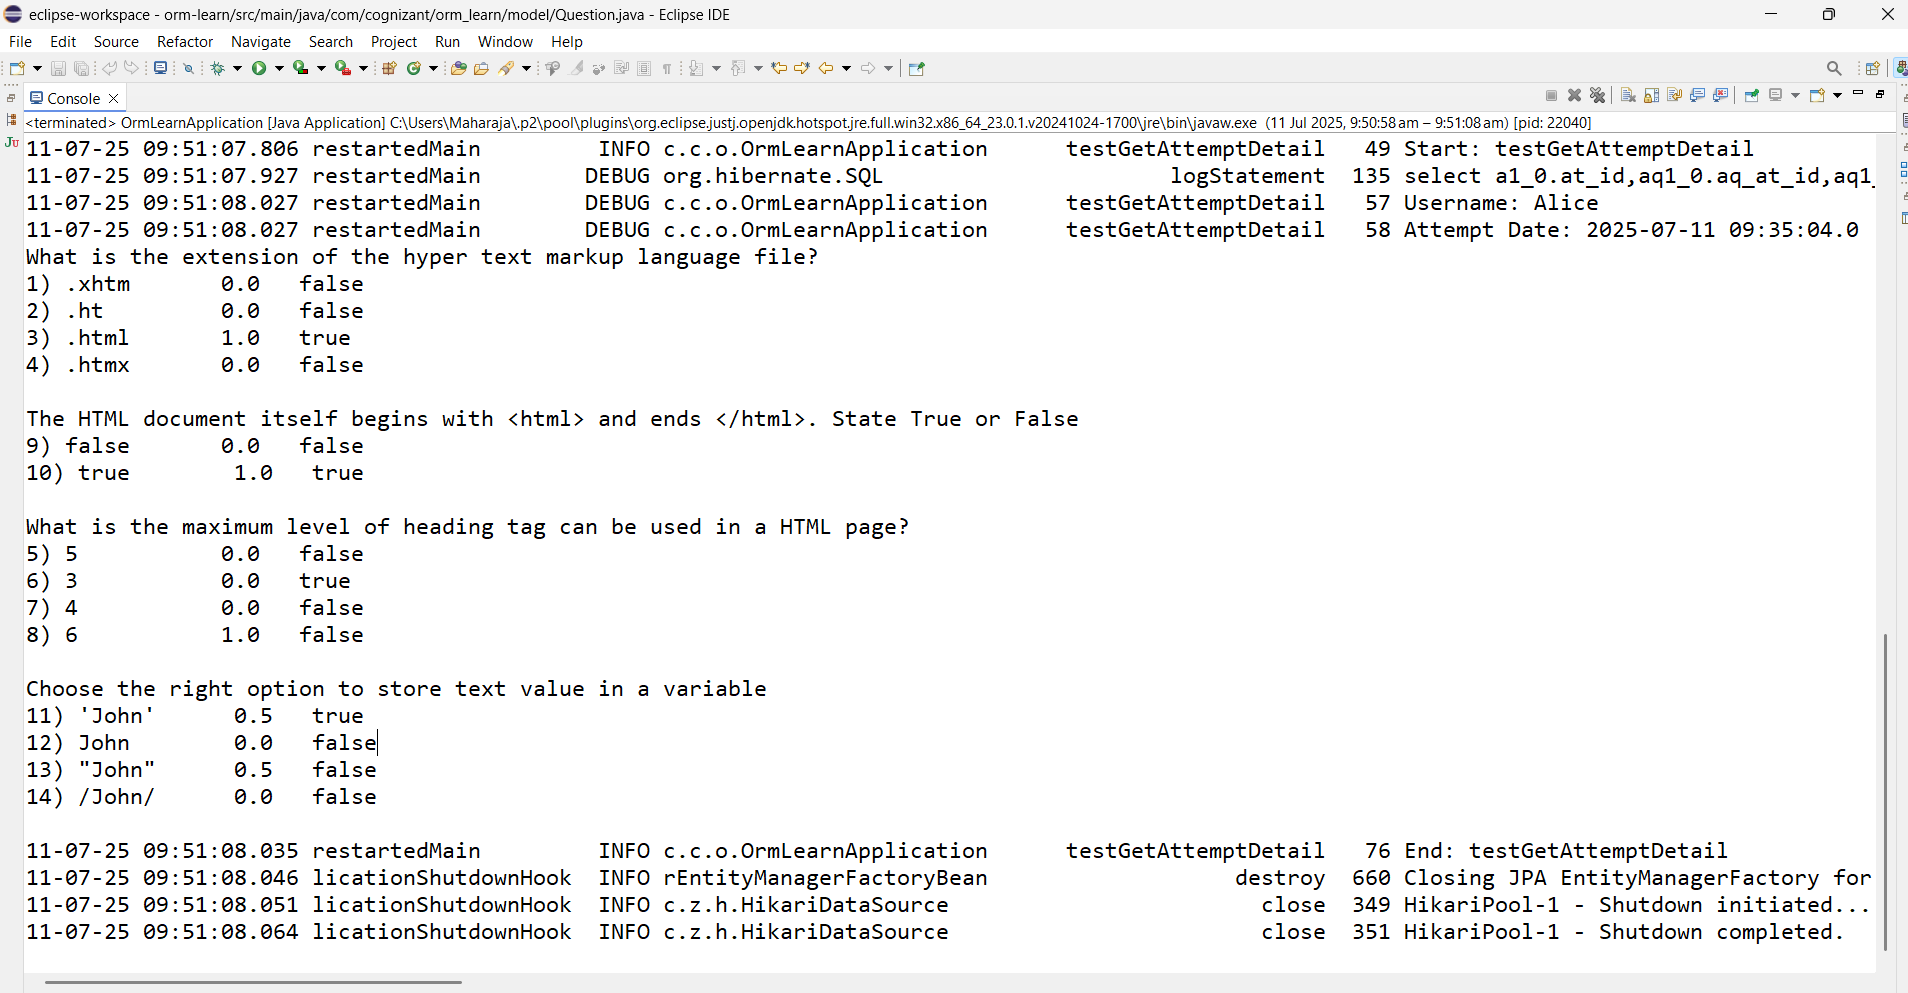 eclipse-workspace - orm-learn/src/main/java/com/cognizant/orm_learn/model/Question.java - Eclipse IDE
File Edit Source Refactor Navigate Search Project Run Window Help
Console
<terminated> OrmLearnApplication [Java Application] C:\Users\Maharaja\.p2\pool\plugins\org.eclipse.justj.openjdk.hotspot.jre.full.win32.x86_64_23.0.1.v20241024-1700\jre\bin\javaw.exe (11 Jul 2025, 9:50:58 am – 9:51:08 am) [pid: 22040]
11-07-25 09:51:07.806 restartedMain INFO c.c.o.OrmLearnApplication testGetAttemptDetail 49 Start: testGetAttemptDetail
11-07-25 09:51:07.927 restartedMain DEBUG org.hibernate.SQL logStatement 135 select a1_0.at_id,aq1_0.aq_at_id,aq1_
11-07-25 09:51:08.027 restartedMain DEBUG c.c.o.OrmLearnApplication testGetAttemptDetail 57 Username: Alice
11-07-25 09:51:08.027 restartedMain DEBUG c.c.o.OrmLearnApplication testGetAttemptDetail 58 Attempt Date: 2025-07-11 09:35:04.0
What is the extension of the hyper text markup language file?
1) .xhtm 0.0 false
2) .ht 0.0 false
3) .html 1.0 true
4) .htmx 0.0 false
The HTML document itself begins with <html> and ends </html>. State True or False
9) false 0.0 false
10) true 1.0 true
What is the maximum level of heading tag can be used in a HTML page?
5) 5 0.0 false
6) 3 0.0 true
7) 4 0.0 false
8) 6 1.0 false
Choose the right option to store text value in a variable
11) 'John' 0.5 true
12) John 0.0 false
13) "John" 0.5 false
14) /John/ 0.0 false
11-07-25 09:51:08.035 restartedMain INFO c.c.o.OrmLearnApplication testGetAttemptDetail 76 End: testGetAttemptDetail
11-07-25 09:51:08.046 licationShutdownHook INFO rEntityManagerFactoryBean destroy 660 Closing JPA EntityManagerFactory for
11-07-25 09:51:08.051 licationShutdownHook INFO c.z.h.HikariDataSource close 349 HikariPool-1 - Shutdown initiated...
11-07-25 09:51:08.064 licationShutdownHook INFO c.z.h.HikariDataSource close 351 HikariPool-1 - Shutdown completed.